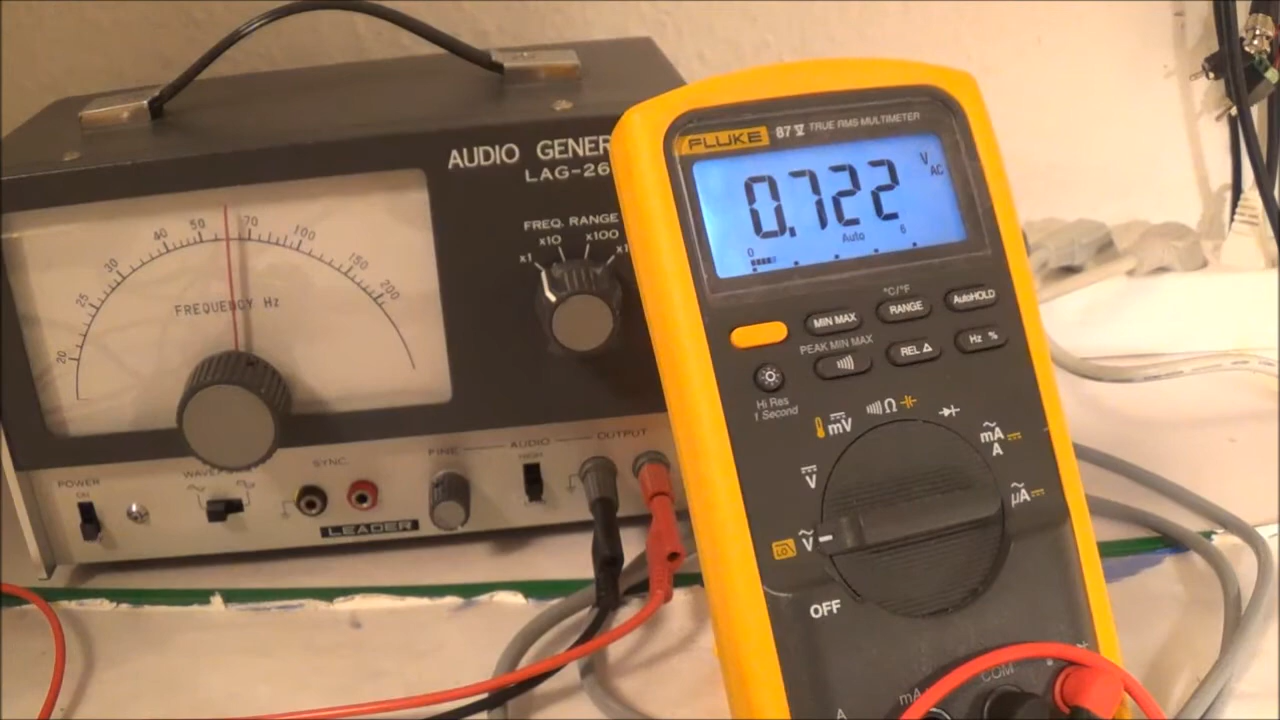 AUDIO GENER
LAG-26
FREQ. RANGE
x1 x10 x100 x1
20 25 30 40 50 70 100 150 200
FREQUENCY Hz
POWER
ON
SYNC.
LEADER
FINE
AUDIO OUTPUT
HIGH
FLUKE 87 V TRUE RMS MULTIMETER
0.722 V AC
Auto
0 6
°C/°F
MIN MAX RANGE AutoHOLD
PEAK MIN MAX
REL Δ Hz %
Hi Res
1 Second
mV Ω
mA
A
V
µA
LO V
OFF
COM
mA
A